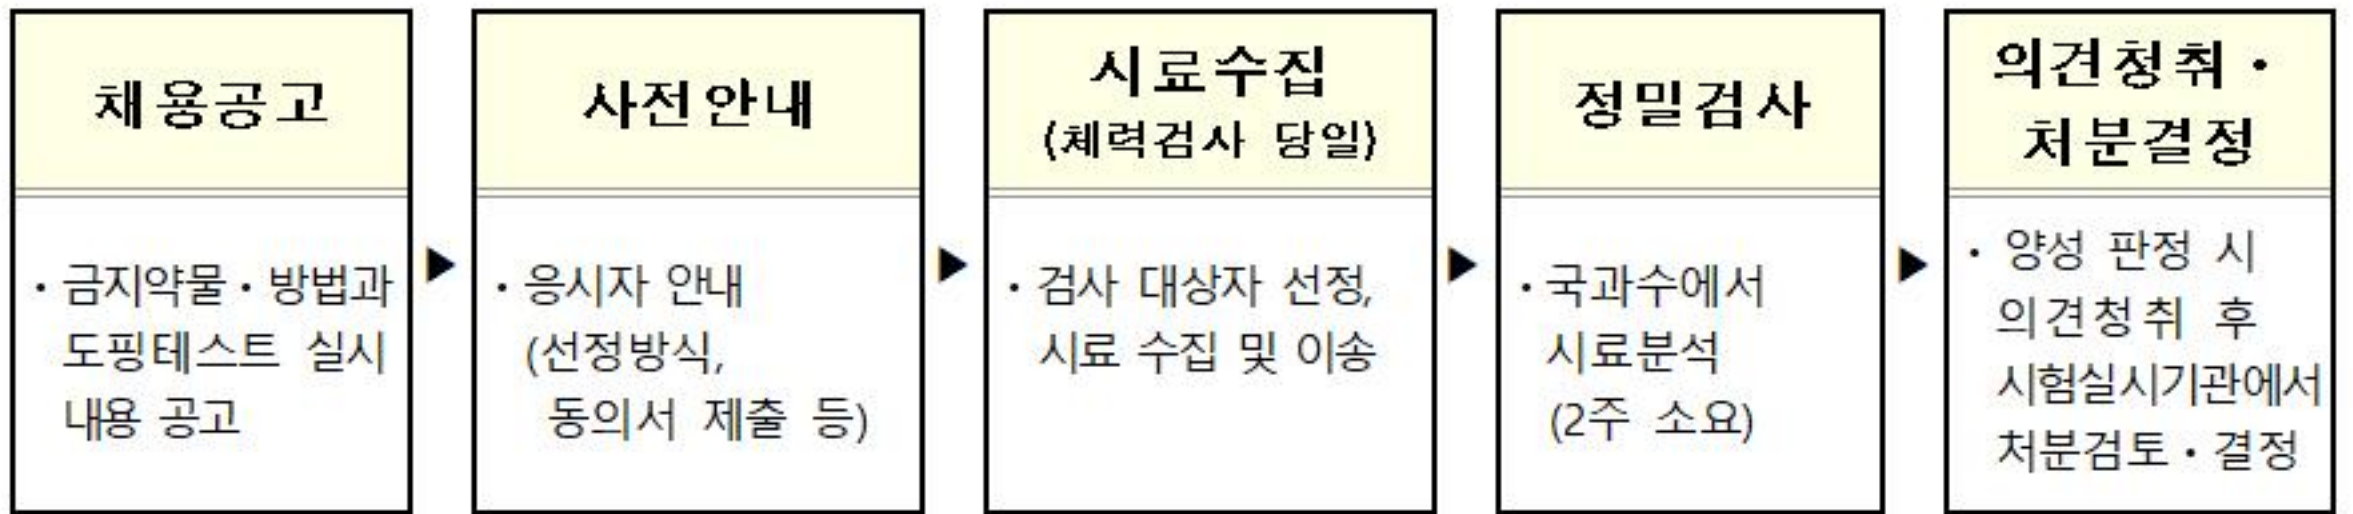 채용공고
· 금지약물 · 방법과
도핑테스트 실시
내용 공고
▶
사전안내
· 응시자 안내
(선정방식,
동의서 제출 등)
▶
시료수집
(체력검사 당일)
· 검사 대상자 선정,
시료 수집 및 이송
▶
정밀검사
· 국과수에서
시료분석
(2주 소요)
▶
의견청취 ·
처분결정
· 양성 판정 시
의견청취 후
시험실시기관에서
처분검토 · 결정